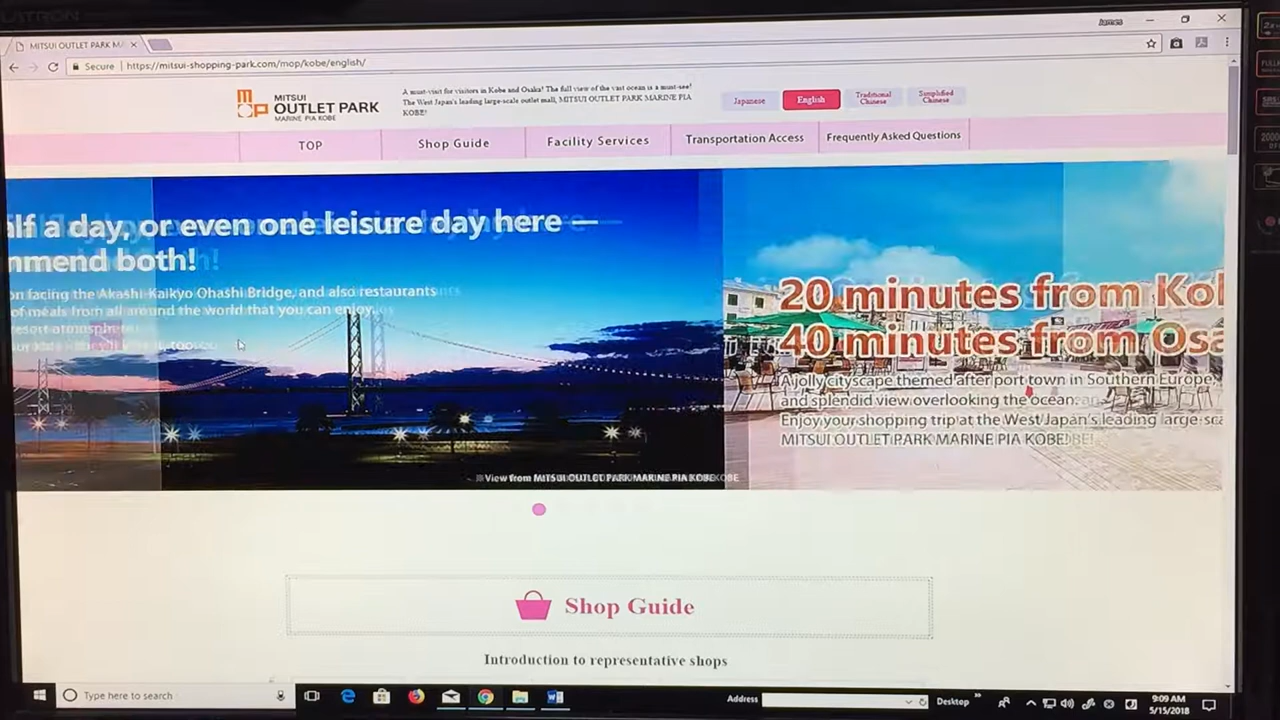 James
MITSUI OUTLET PARK MA
Secure | https://mitsui-shopping-park.com/mop/kobe/english/
MOP
MITSUI
OUTLET PARK
MARINE PIA KOBE
A must-visit for visitors in Kobe and Osaka! The full view of the vast ocean is a must-see!
The West Japan's leading large-scale outlet mall, MITSUI OUTLET PARK MARINE PIA
KOBE!
Japanese
English
Traditional
Chinese
Simplified
Chinese
TOP
Shop Guide
Facility Services
Transportation Access
Frequently Asked Questions
alf a day, or even one leisure day here —
mmend both!
on facing the Akashi Kaikyo Ohashi Bridge, and also restaurants
of meals from all around the world that you can enjoy.
resort atmosphere
View from MITSUI OUTLET PARK MARINE PIA KOBE
20 minutes from Kol
40 minutes from Osa
A jolly cityscape themed after port town in Southern Europe,
and splendid view overlooking the ocean.
Enjoy your shopping trip at the West Japan's leading large-sca
MITSUI OUTLET PARK MARINE PIA KOBE!
Shop Guide
Introduction to representative shops
Type here to search
Address
Desktop
9:09 AM
5/15/2018